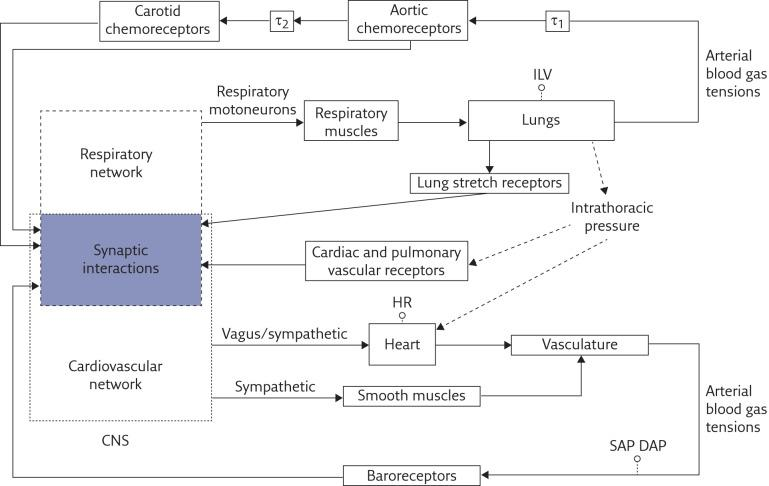 Carotid
chemoreceptors
τ2
Aortic
chemoreceptors
τ1
Arterial
blood gas
tensions
ILV
Respiratory
motoneurons
Respiratory
muscles
Lungs
Respiratory
network
Lung stretch receptors
Intrathoracic
pressure
Synaptic
interactions
Cardiac and pulmonary
vascular receptors
HR
Vagus/sympathetic
Heart
Vasculature
Cardiovascular
network
Sympathetic
Smooth muscles
Arterial
blood gas
tensions
CNS
SAP DAP
Baroreceptors